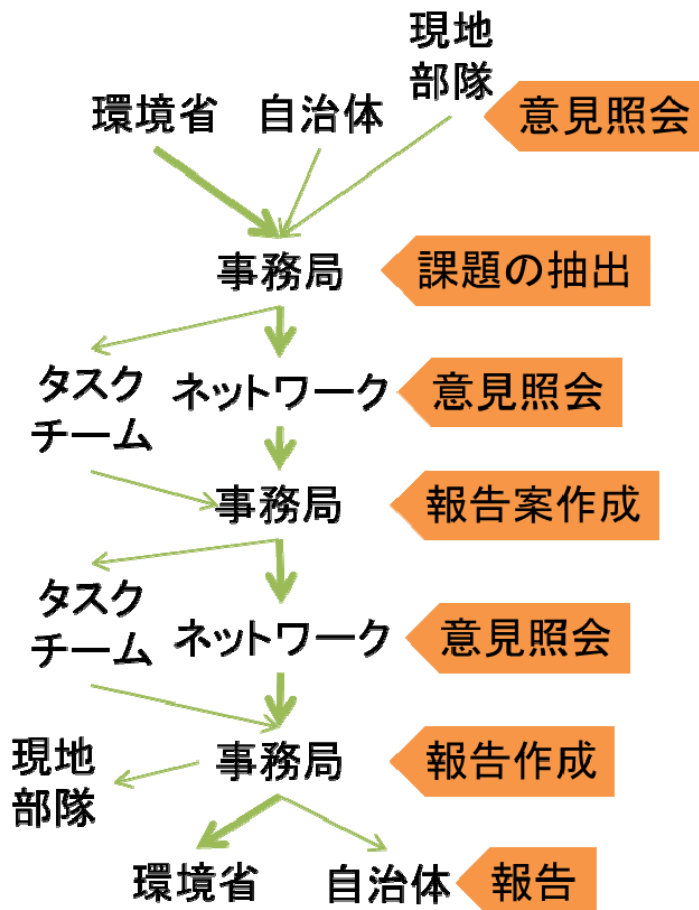 現地
部隊
環境省
自治体
意見照会
事務局
課題の抽出
タスク
チーム
ネットワーク
意見照会
事務局
報告案作成
タスク
チーム
ネットワーク
意見照会
現地
部隊
事務局
報告作成
環境省
自治体
報告